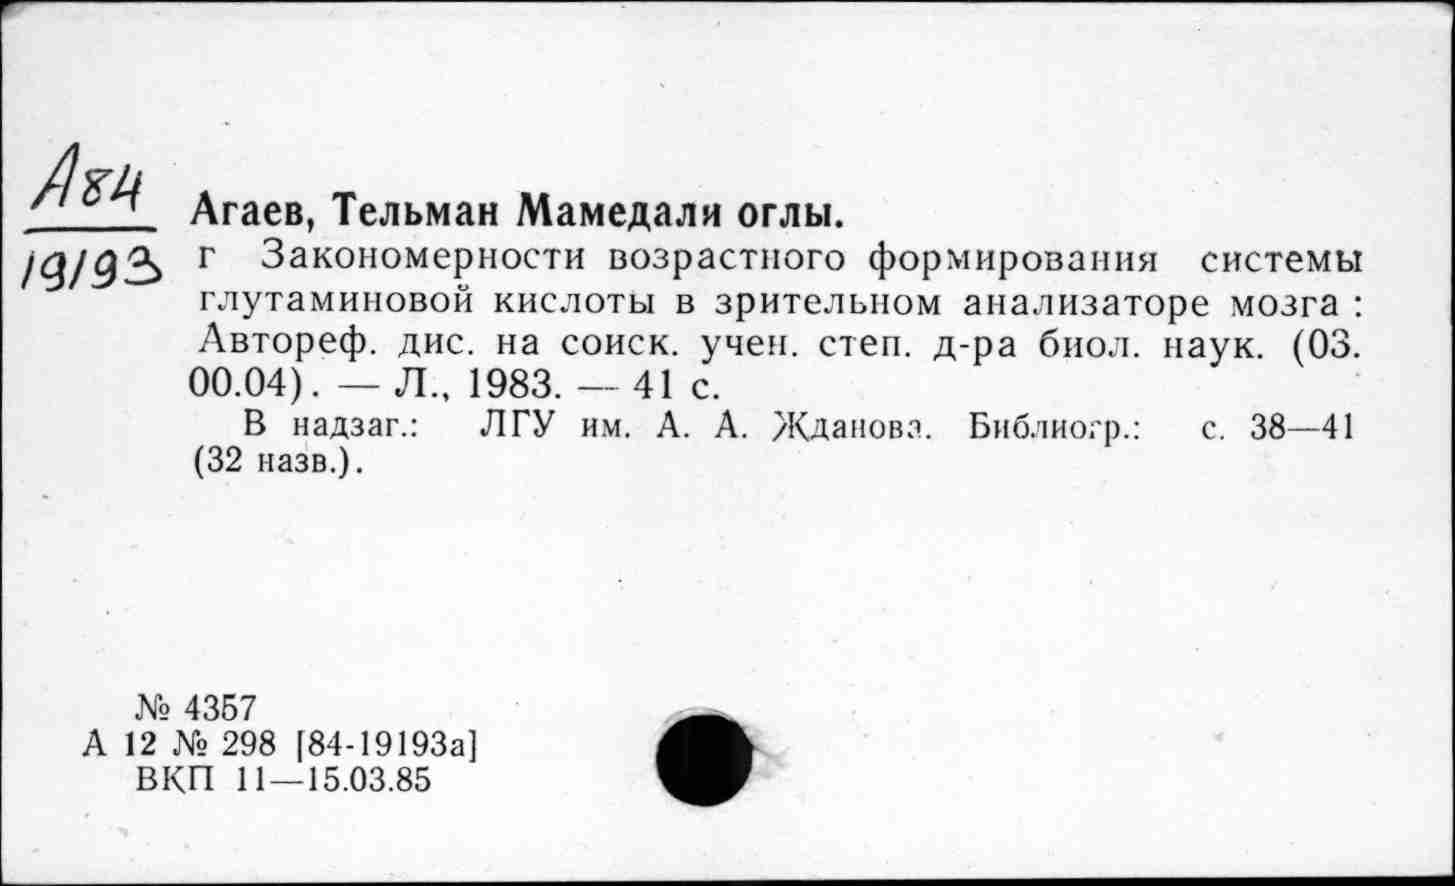 А84
19193
Агаев, Тельман Мамедали оглы.
г Закономерности возрастного формирования системы
глутаминовой кислоты в зрительном анализаторе мозга :
Автореф. дис. на соиск. учен. степ. д-ра биол. наук. (03.
00.04). — Л., 1983. — 41 с.
В надзаг.: ЛГУ им. А. А. Жданова. Библиогр.: с. 38—41
(32 назв.).
№ 4357
А 12 № 298 [84-19193а]
ВКП 11—15.03.85